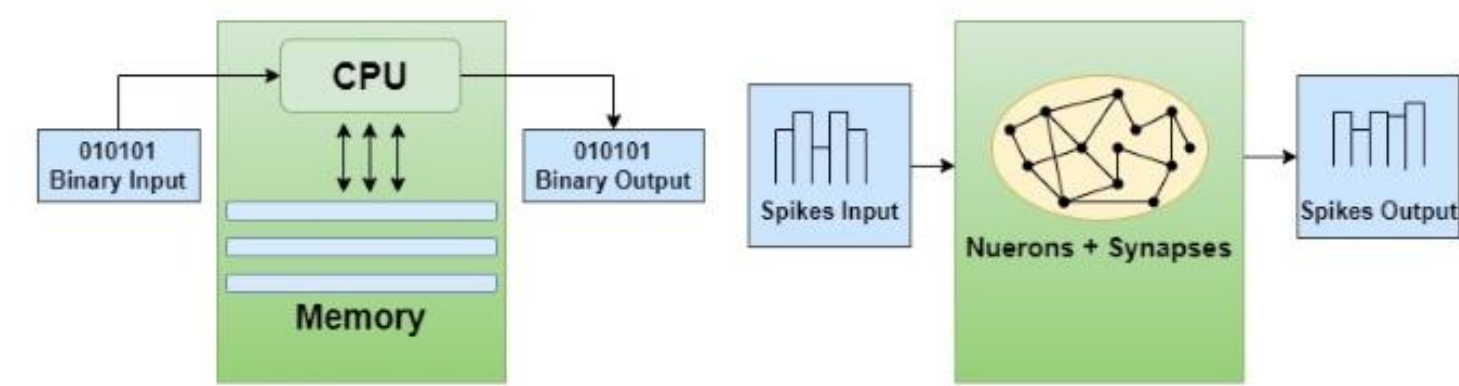 CPU
010101
Binary Input
010101
Binary Output
Memory
Spikes Input
Nuerons + Synapses
Spikes Output